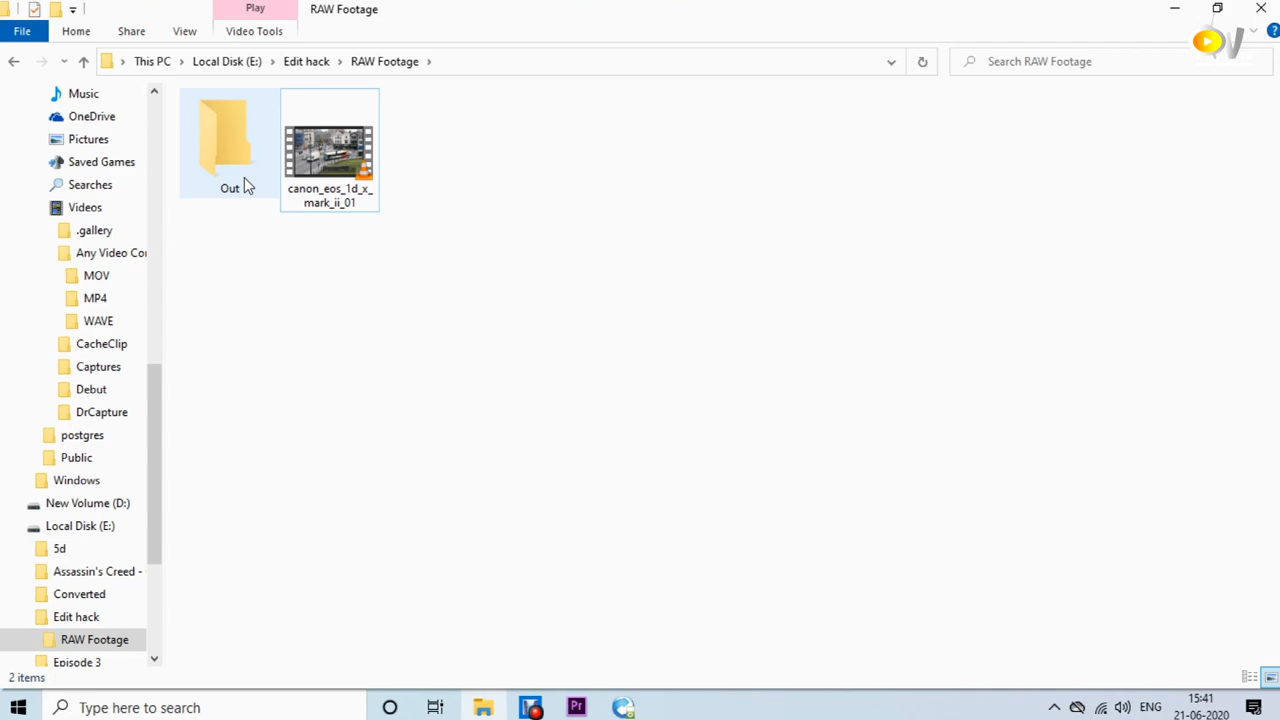 Play
RAW Footage
File
Home
Share
View
Video Tools
This PC
Local Disk (E:)
Edit hack
RAW Footage
Search RAW Footage
Music
OneDrive
Pictures
Saved Games
Searches
Videos
.gallery
Any Video Cor
MOV
MP4
WAVE
CacheClip
Captures
Debut
DrCapture
postgres
Public
Windows
New Volume (D:)
Local Disk (E:)
5d
Assassin's Creed -
Converted
Edit hack
RAW Footage
Episode 3
Out
canon_eos_1d_x_
mark_ii_01
2 items
Type here to search
Pr
ENG
15:41
21-06-2020